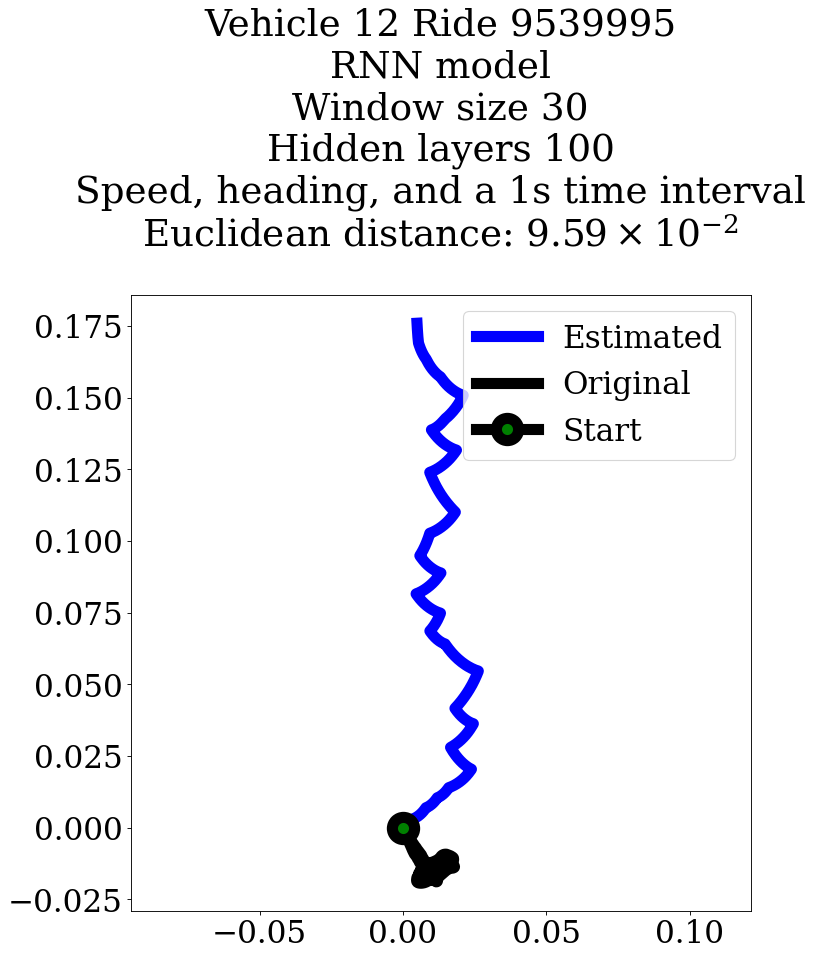 Vehicle 12 Ride 9539995
RNN model
Window size 30
Hidden layers 100
Speed, heading, and a 1s time interval
Euclidean distance: 9.59 × 10⁻²
Estimated
Original
Start
0.175
0.150
0.125
0.100
0.075
0.050
0.025
0.000
−0.025
−0.05 0.00 0.05 0.10